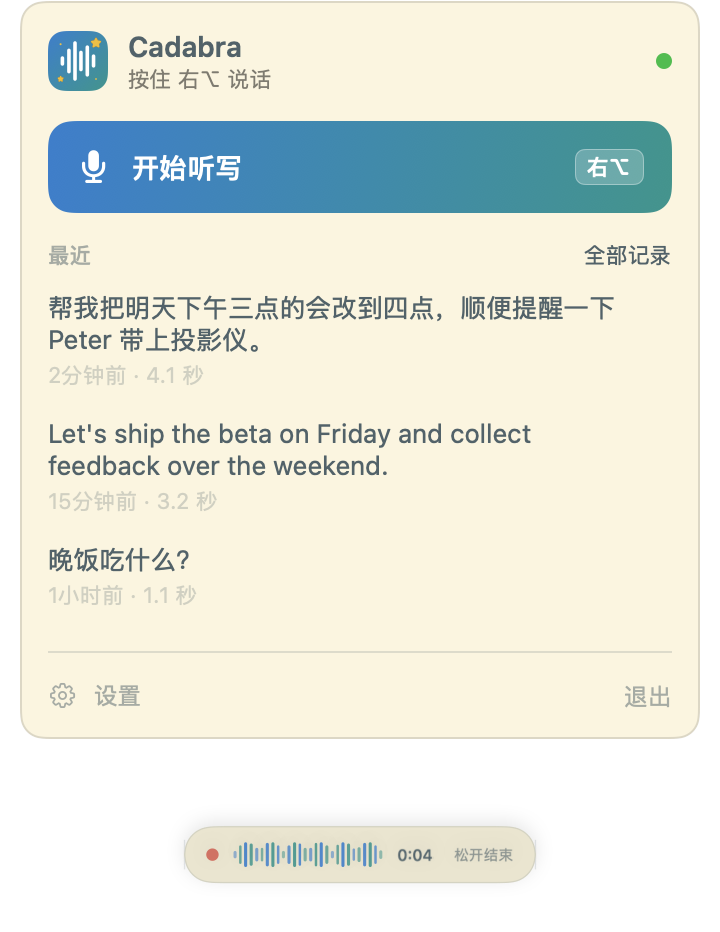 Cadabra
按住 右⌥ 说话
开始听写
右⌥
最近
全部记录
帮我把明天下午三点的会改到四点，顺便提醒一下
Peter 带上投影仪。
2分钟前 · 4.1 秒
Let's ship the beta on Friday and collect
feedback over the weekend.
15分钟前 · 3.2 秒
晚饭吃什么?
1小时前 · 1.1 秒
设置
退出
0:04
松开结束